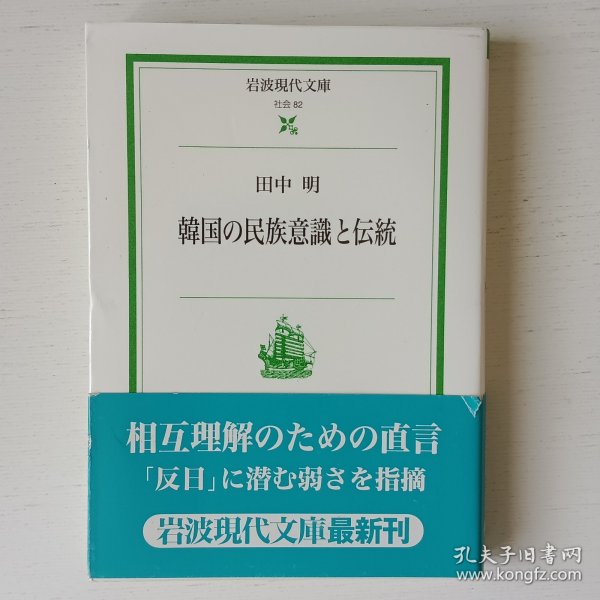 岩波現代文庫
社会 82
田中 明
韓国の民族意識と伝統
相互理解のための直言
「反日」に潜む弱さを指摘
岩波現代文庫最新刊
孔夫子旧书网
www.kongfz.com